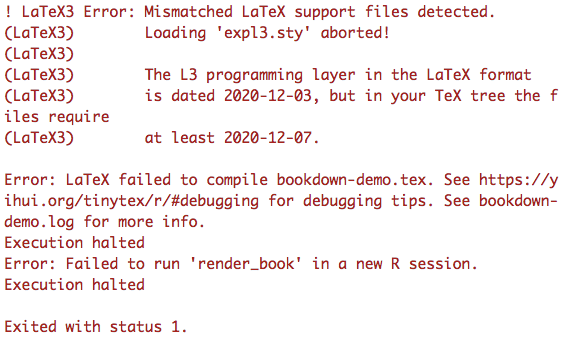 ! LaTeX3 Error: Mismatched LaTeX support files detected.
(LaTeX3)        Loading 'expl3.sty' aborted!
(LaTeX3)
(LaTeX3)        The L3 programming layer in the LaTeX format
(LaTeX3)        is dated 2020-12-03, but in your TeX tree the f
iles require
(LaTeX3)        at least 2020-12-07.

Error: LaTeX failed to compile bookdown-demo.tex. See https://y
ihui.org/tinytex/r/#debugging for debugging tips. See bookdown-
demo.log for more info.
Execution halted
Error: Failed to run 'render_book' in a new R session.
Execution halted

Exited with status 1.